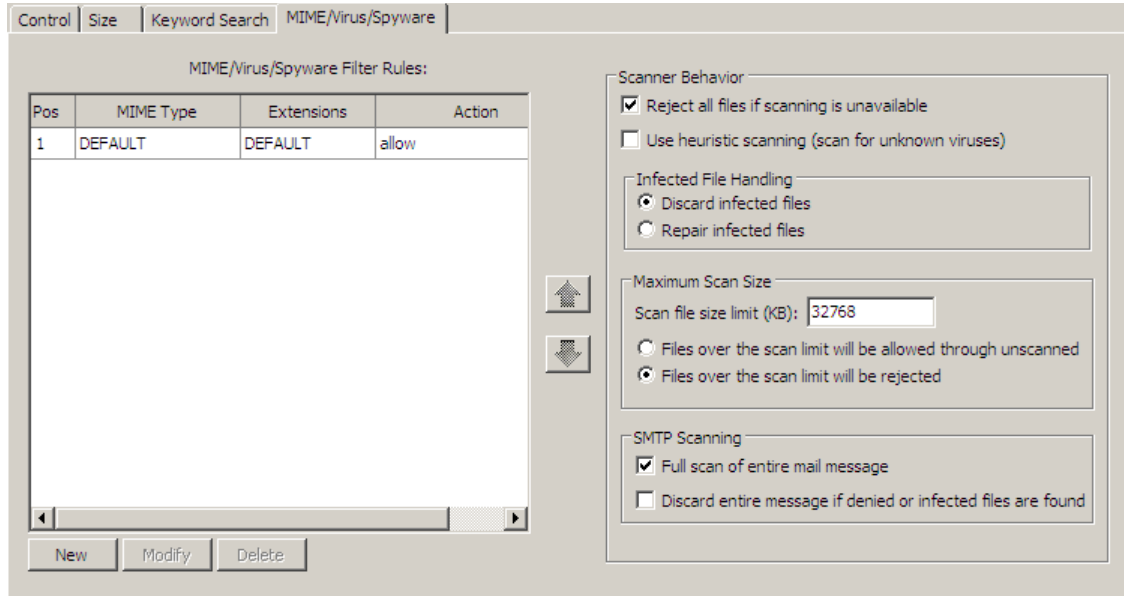 Control Size Keyword Search MIME/Virus/Spyware
MIME/Virus/Spyware Filter Rules:
Pos MIME Type Extensions Action
1 DEFAULT DEFAULT allow
New Modify Delete
Scanner Behavior
Reject all files if scanning is unavailable
Use heuristic scanning (scan for unknown viruses)
Infected File Handling
Discard infected files
Repair infected files
Maximum Scan Size
Scan file size limit (KB): 32768
Files over the scan limit will be allowed through unscanned
Files over the scan limit will be rejected
SMTP Scanning
Full scan of entire mail message
Discard entire message if denied or infected files are found